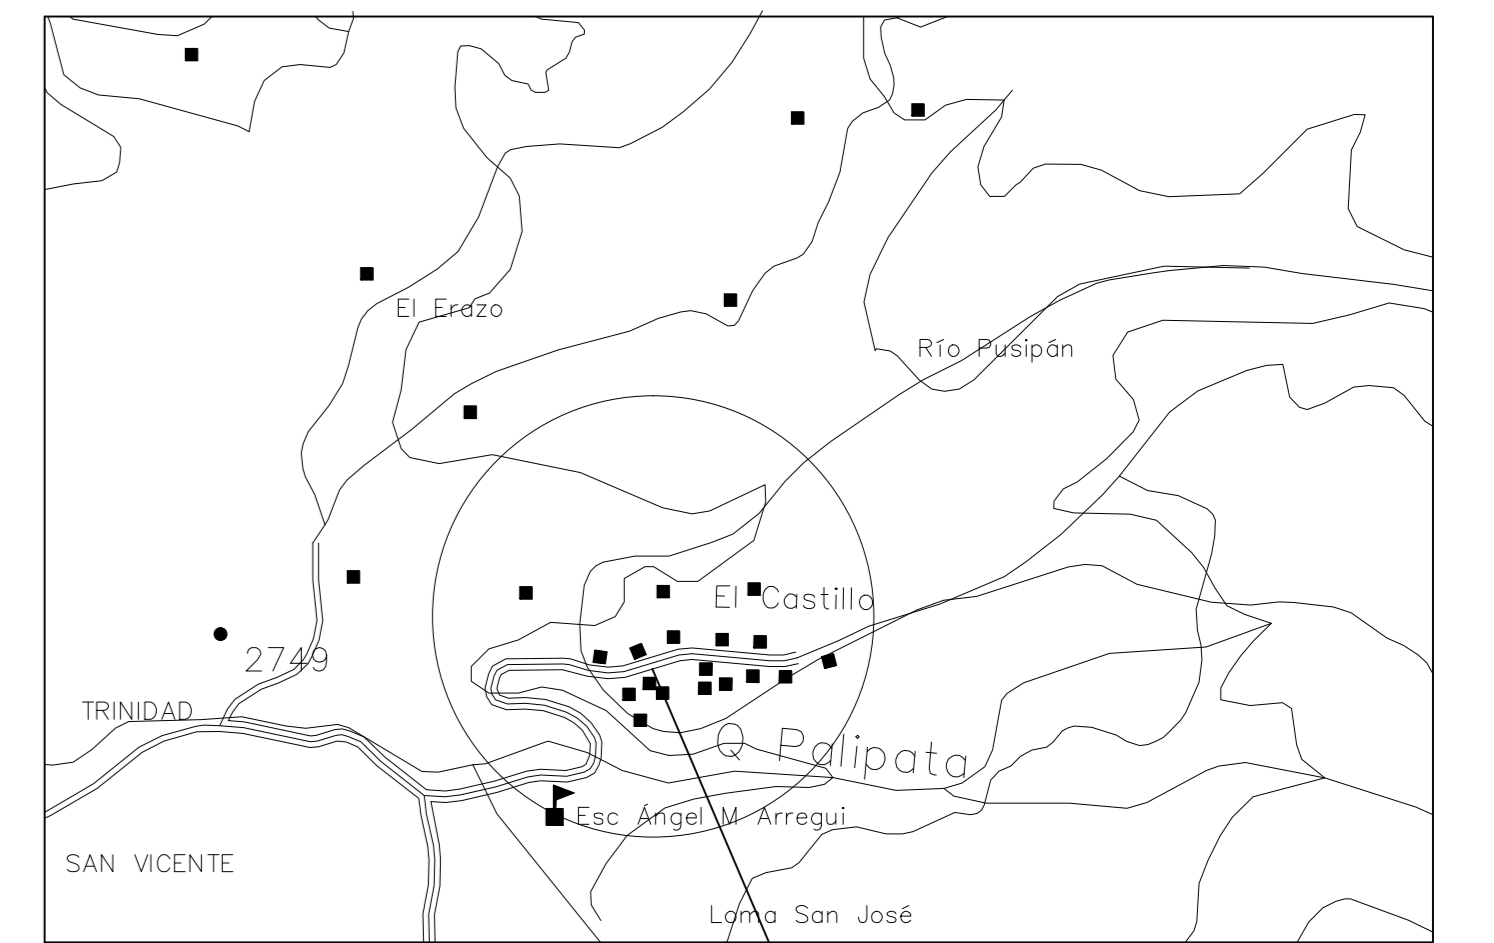 El Erazo
Río Pusipán
El Castillo
2749
TRINIDAD
Q Palipata
Esc Ángel M Arregui
SAN VICENTE
Loma San José